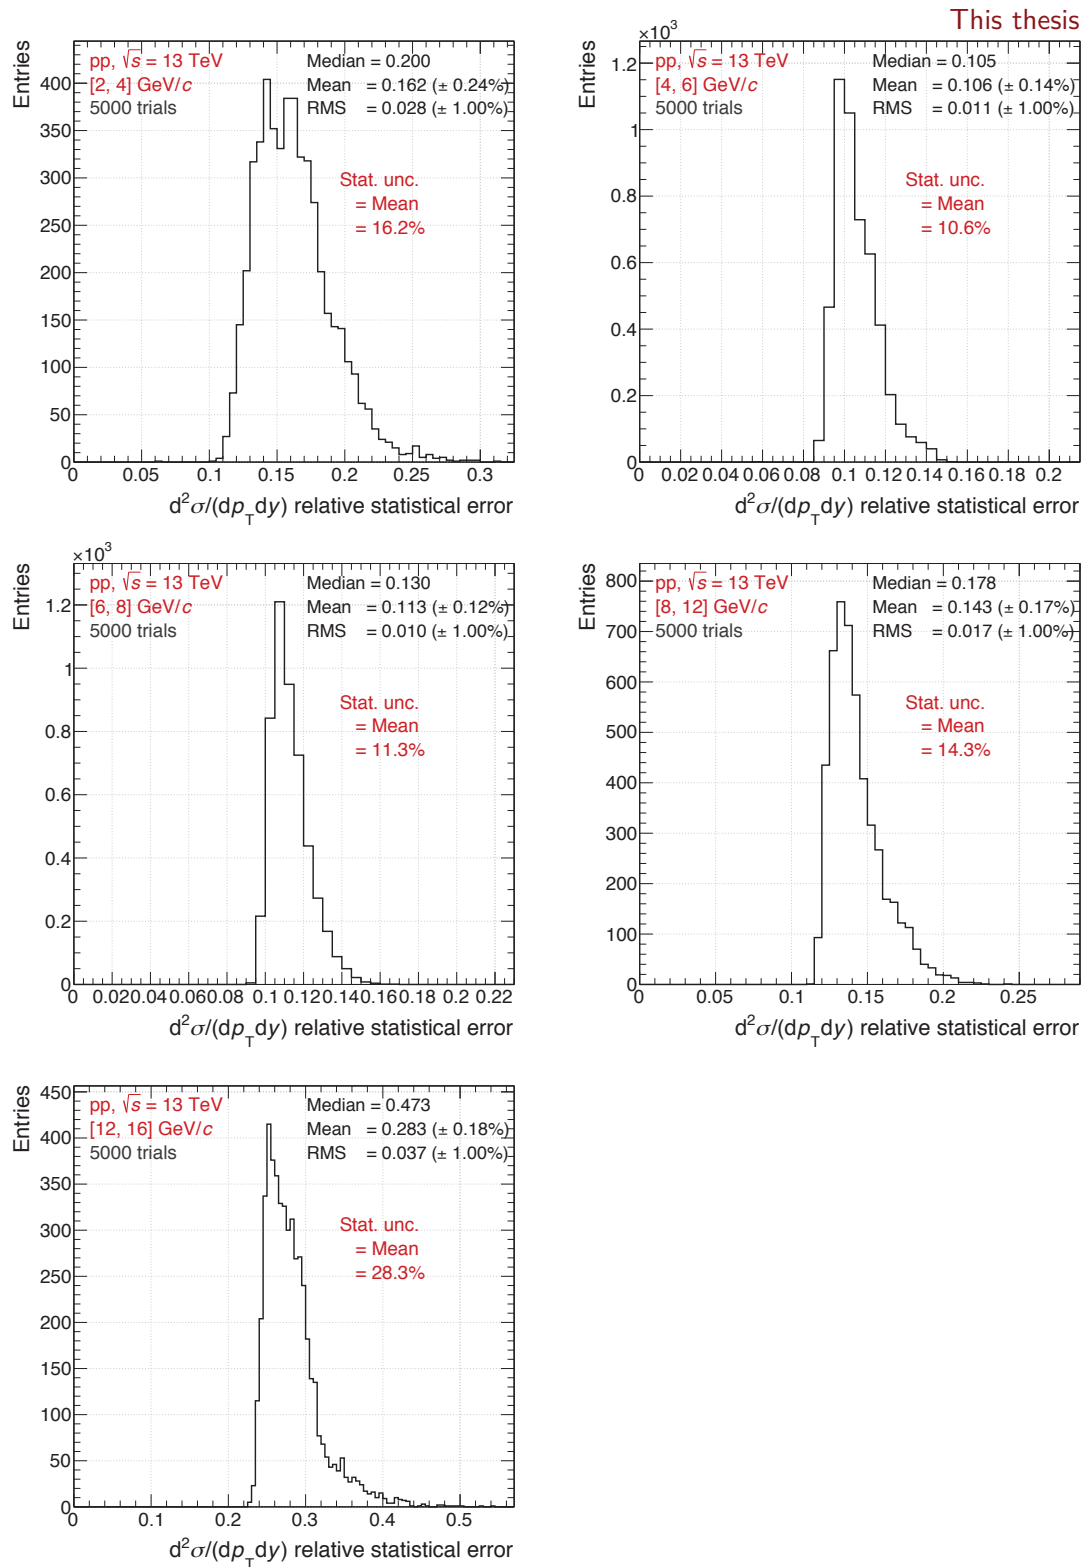 This thesis
Entries
pp, √s = 13 TeV
[2, 4] GeV/c
5000 trials
Median = 0.200
Mean = 0.162 (± 0.24%)
RMS = 0.028 (± 1.00%)
Stat. unc.
= Mean
= 16.2%
400
350
300
250
200
150
100
50
0
0 0.05 0.1 0.15 0.2 0.25 0.3
d²σ/(dp_T dy) relative statistical error
×10³
Entries
pp, √s = 13 TeV
[4, 6] GeV/c
5000 trials
Median = 0.105
Mean = 0.106 (± 0.14%)
RMS = 0.011 (± 1.00%)
Stat. unc.
= Mean
= 10.6%
1.2
1
0.8
0.6
0.4
0.2
0
0 0.02 0.04 0.06 0.08 0.1 0.12 0.14 0.16 0.18 0.2
d²σ/(dp_T dy) relative statistical error
×10³
Entries
pp, √s = 13 TeV
[6, 8] GeV/c
5000 trials
Median = 0.130
Mean = 0.113 (± 0.12%)
RMS = 0.010 (± 1.00%)
Stat. unc.
= Mean
= 11.3%
1.2
1
0.8
0.6
0.4
0.2
0
0 0.02 0.04 0.06 0.08 0.1 0.12 0.14 0.16 0.18 0.2 0.22
d²σ/(dp_T dy) relative statistical error
Entries
pp, √s = 13 TeV
[8, 12] GeV/c
5000 trials
Median = 0.178
Mean = 0.143 (± 0.17%)
RMS = 0.017 (± 1.00%)
Stat. unc.
= Mean
= 14.3%
800
700
600
500
400
300
200
100
0
0 0.05 0.1 0.15 0.2 0.25
d²σ/(dp_T dy) relative statistical error
Entries
pp, √s = 13 TeV
[12, 16] GeV/c
5000 trials
Median = 0.473
Mean = 0.283 (± 0.18%)
RMS = 0.037 (± 1.00%)
Stat. unc.
= Mean
= 28.3%
450
400
350
300
250
200
150
100
50
0
0 0.1 0.2 0.3 0.4 0.5
d²σ/(dp_T dy) relative statistical error